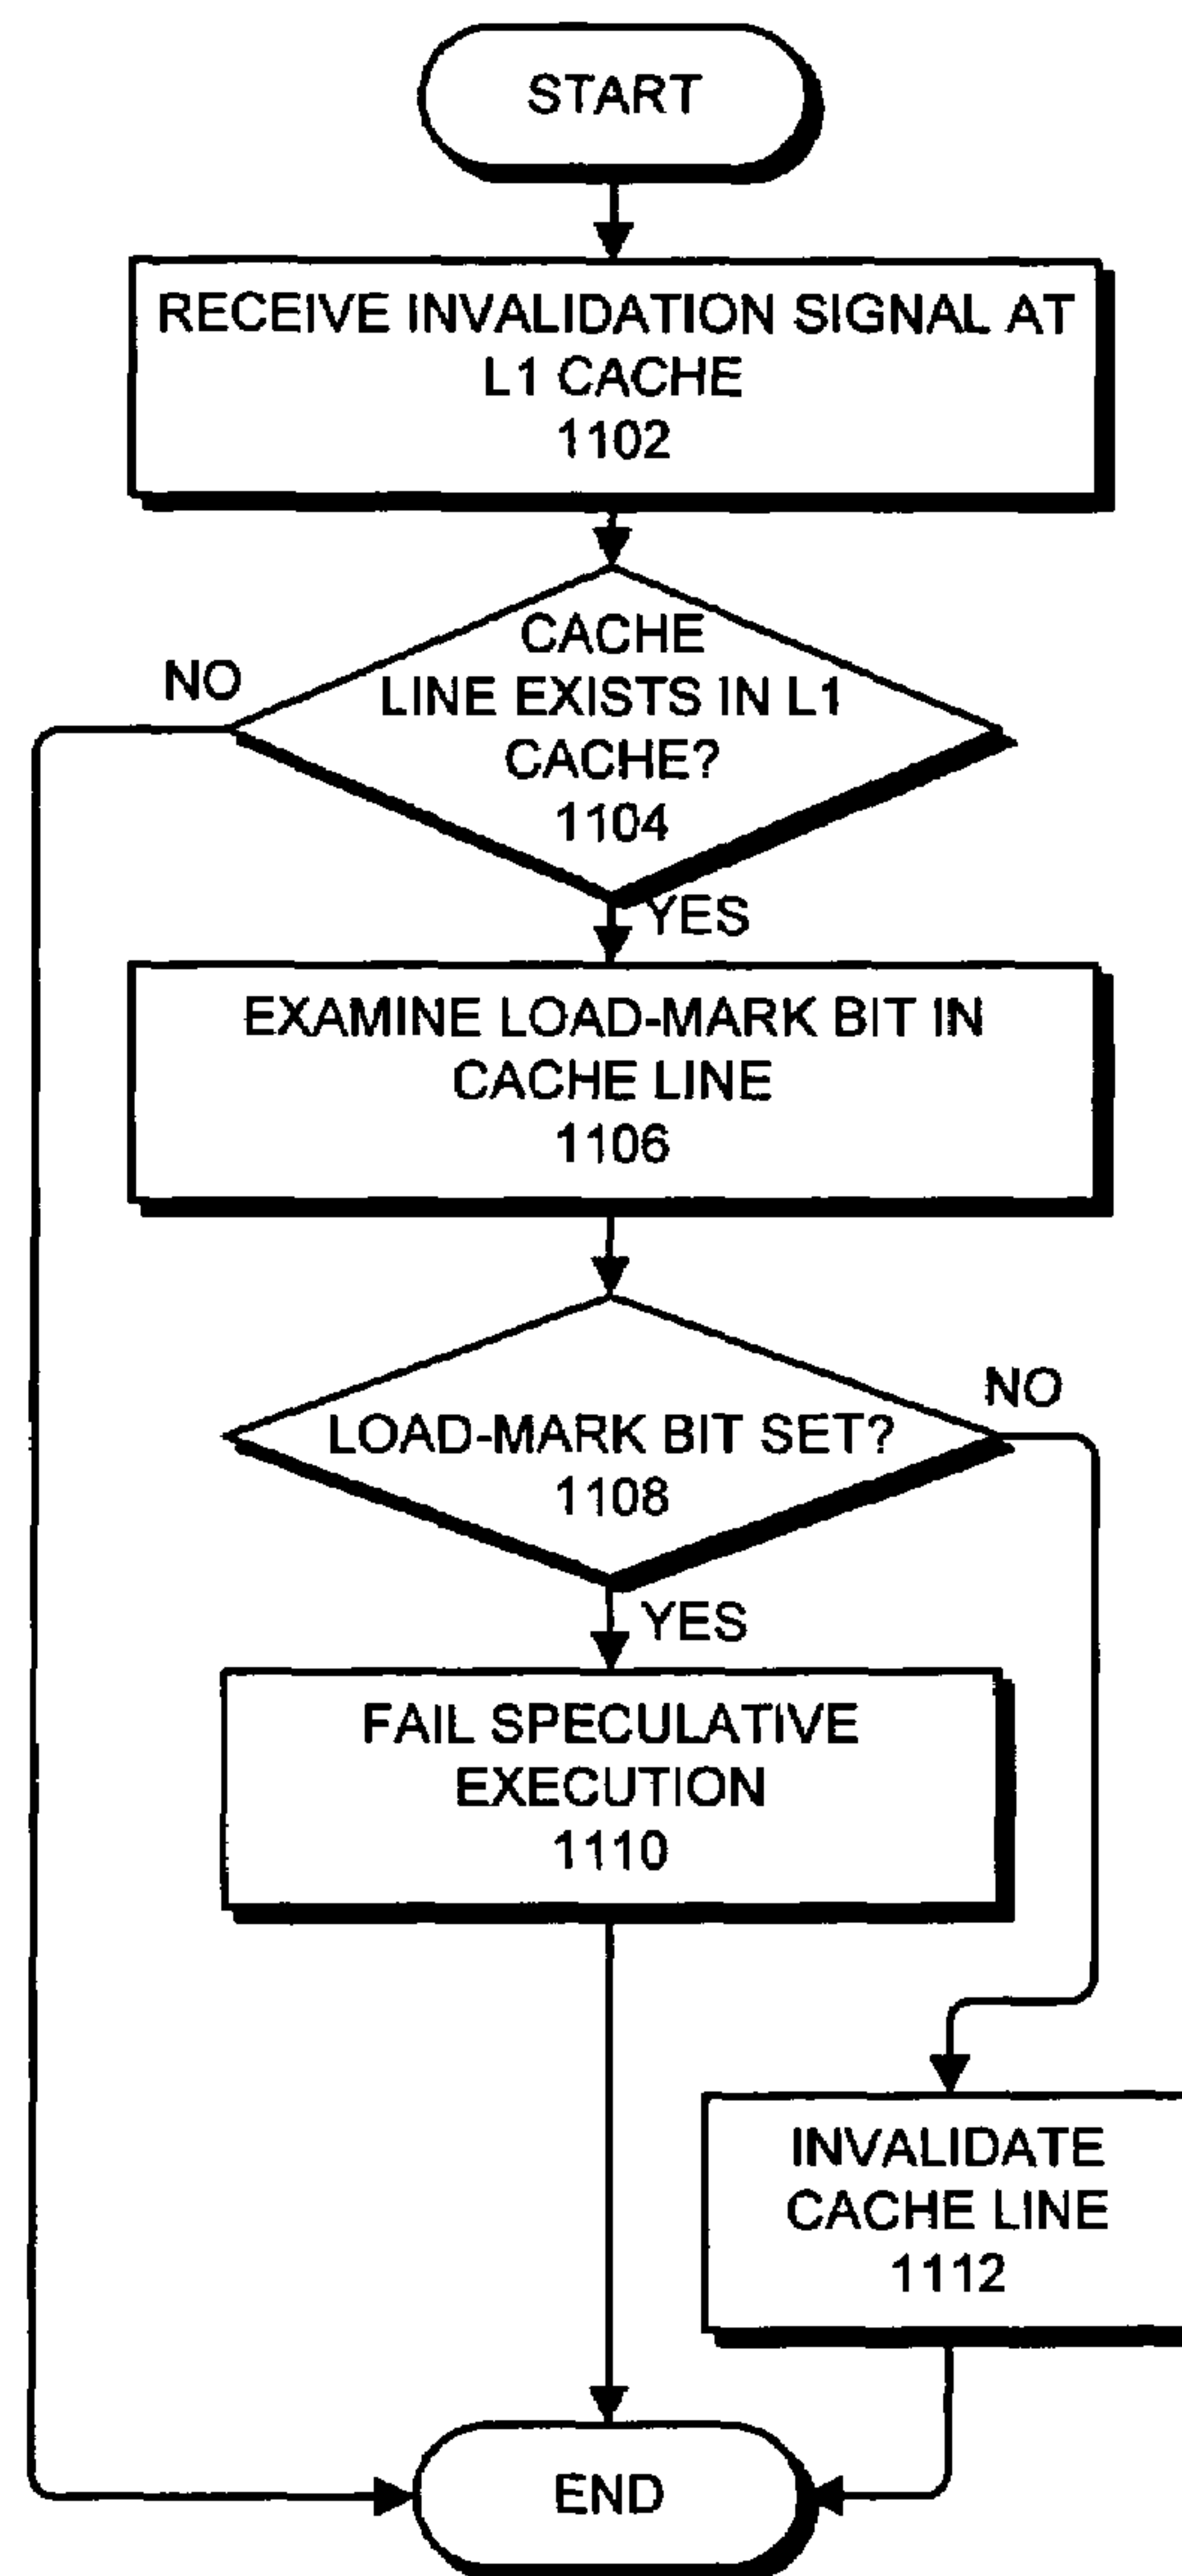 START
RECEIVE INVALIDATION SIGNAL AT
L1 CACHE
1102
CACHE
LINE EXISTS IN L1
CACHE?
1104
NO
YES
EXAMINE LOAD-MARK BIT IN
CACHE LINE
1106
LOAD-MARK BIT SET?
1108
NO
YES
FAIL SPECULATIVE
EXECUTION
1110
INVALIDATE
CACHE LINE
1112
END